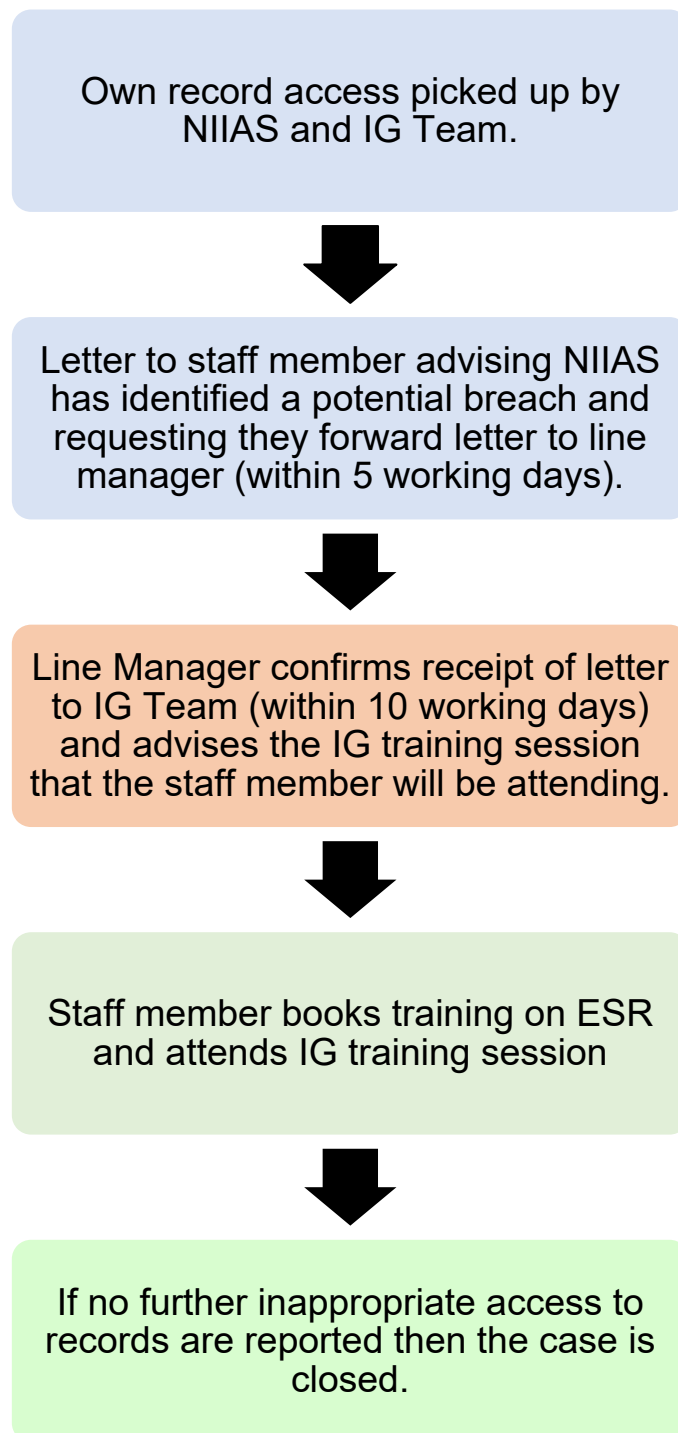 Own record access picked up by
NIIAS and IG Team.
Letter to staff member advising NIIAS
has identified a potential breach and
requesting they forward letter to line
manager (within 5 working days).
Line Manager confirms receipt of letter
to IG Team (within 10 working days)
and advises the IG training session
that the staff member will be attending.
Staff member books training on ESR
and attends IG training session
If no further inappropriate access to
records are reported then the case is
closed.